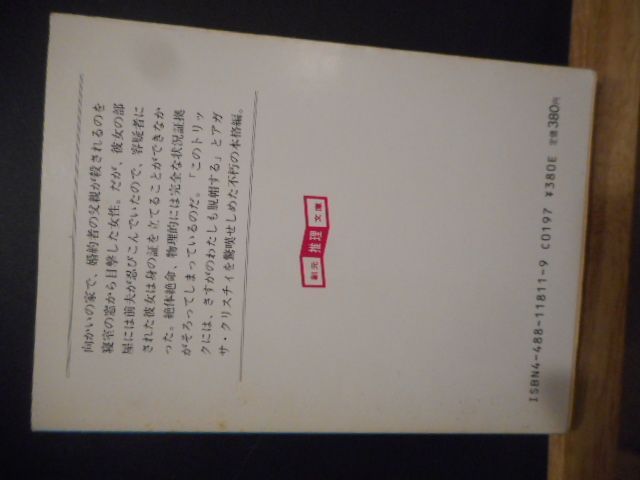 向かいの家で、婚約者の父親が殺されるのを
寝室の窓から目撃した女性。だが、彼女の部
屋には前夫が忍びこんでいたので、容疑者に
された彼女は身の証を立てることができなか
った。絶体絶命、物理的には完全な状況証拠
がそろってしまっているのだ。「このトリッ
クには、さすがのわたしも脱帽する」とアガ
サ・クリスティを驚嘆せしめた不朽の本格編。
創元
推理
文庫
ISBN4-488-11811-9 C0197 ¥380E 定価380円